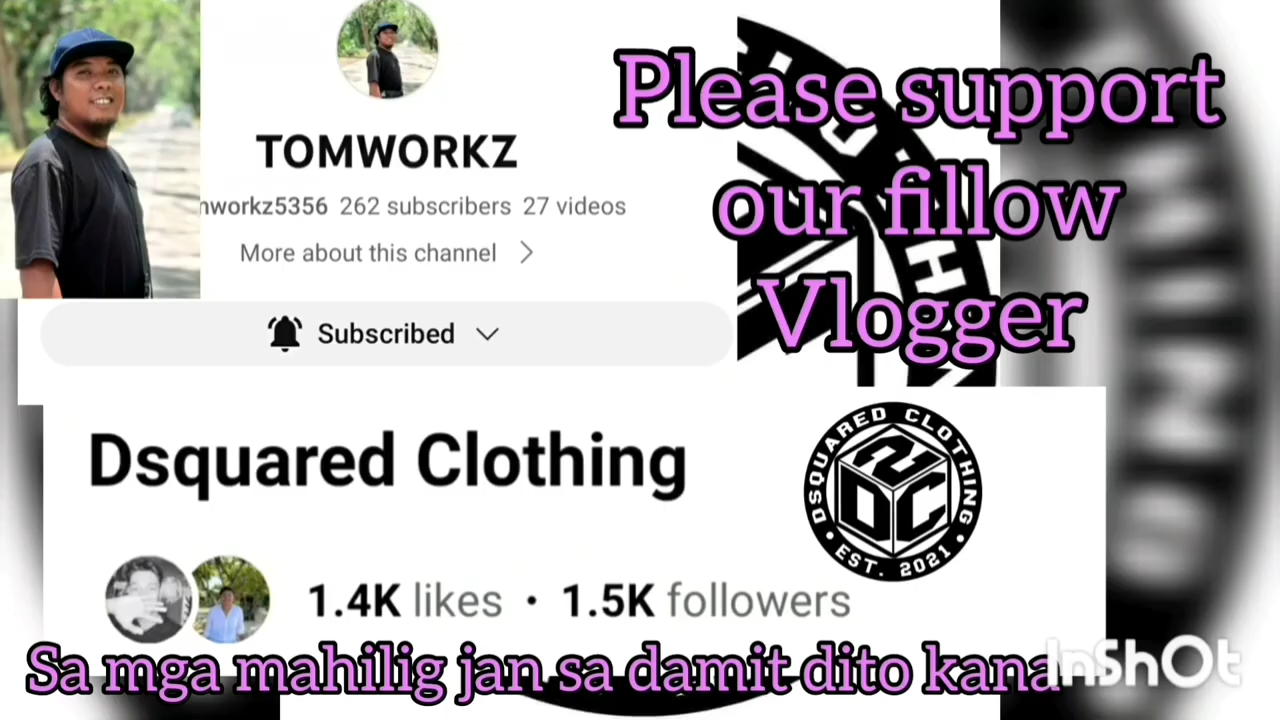 TOMWORKZ
nworkz5356 262 subscribers 27 videos
More about this channel
Subscribed
Please support
our fillow
Vlogger
Dsquared Clothing
DSQUARED CLOTHING
2DC
• EST. 2021 •
1.4K likes • 1.5K followers
Sa mga mahilig jan sa damit dito kana
InShOt